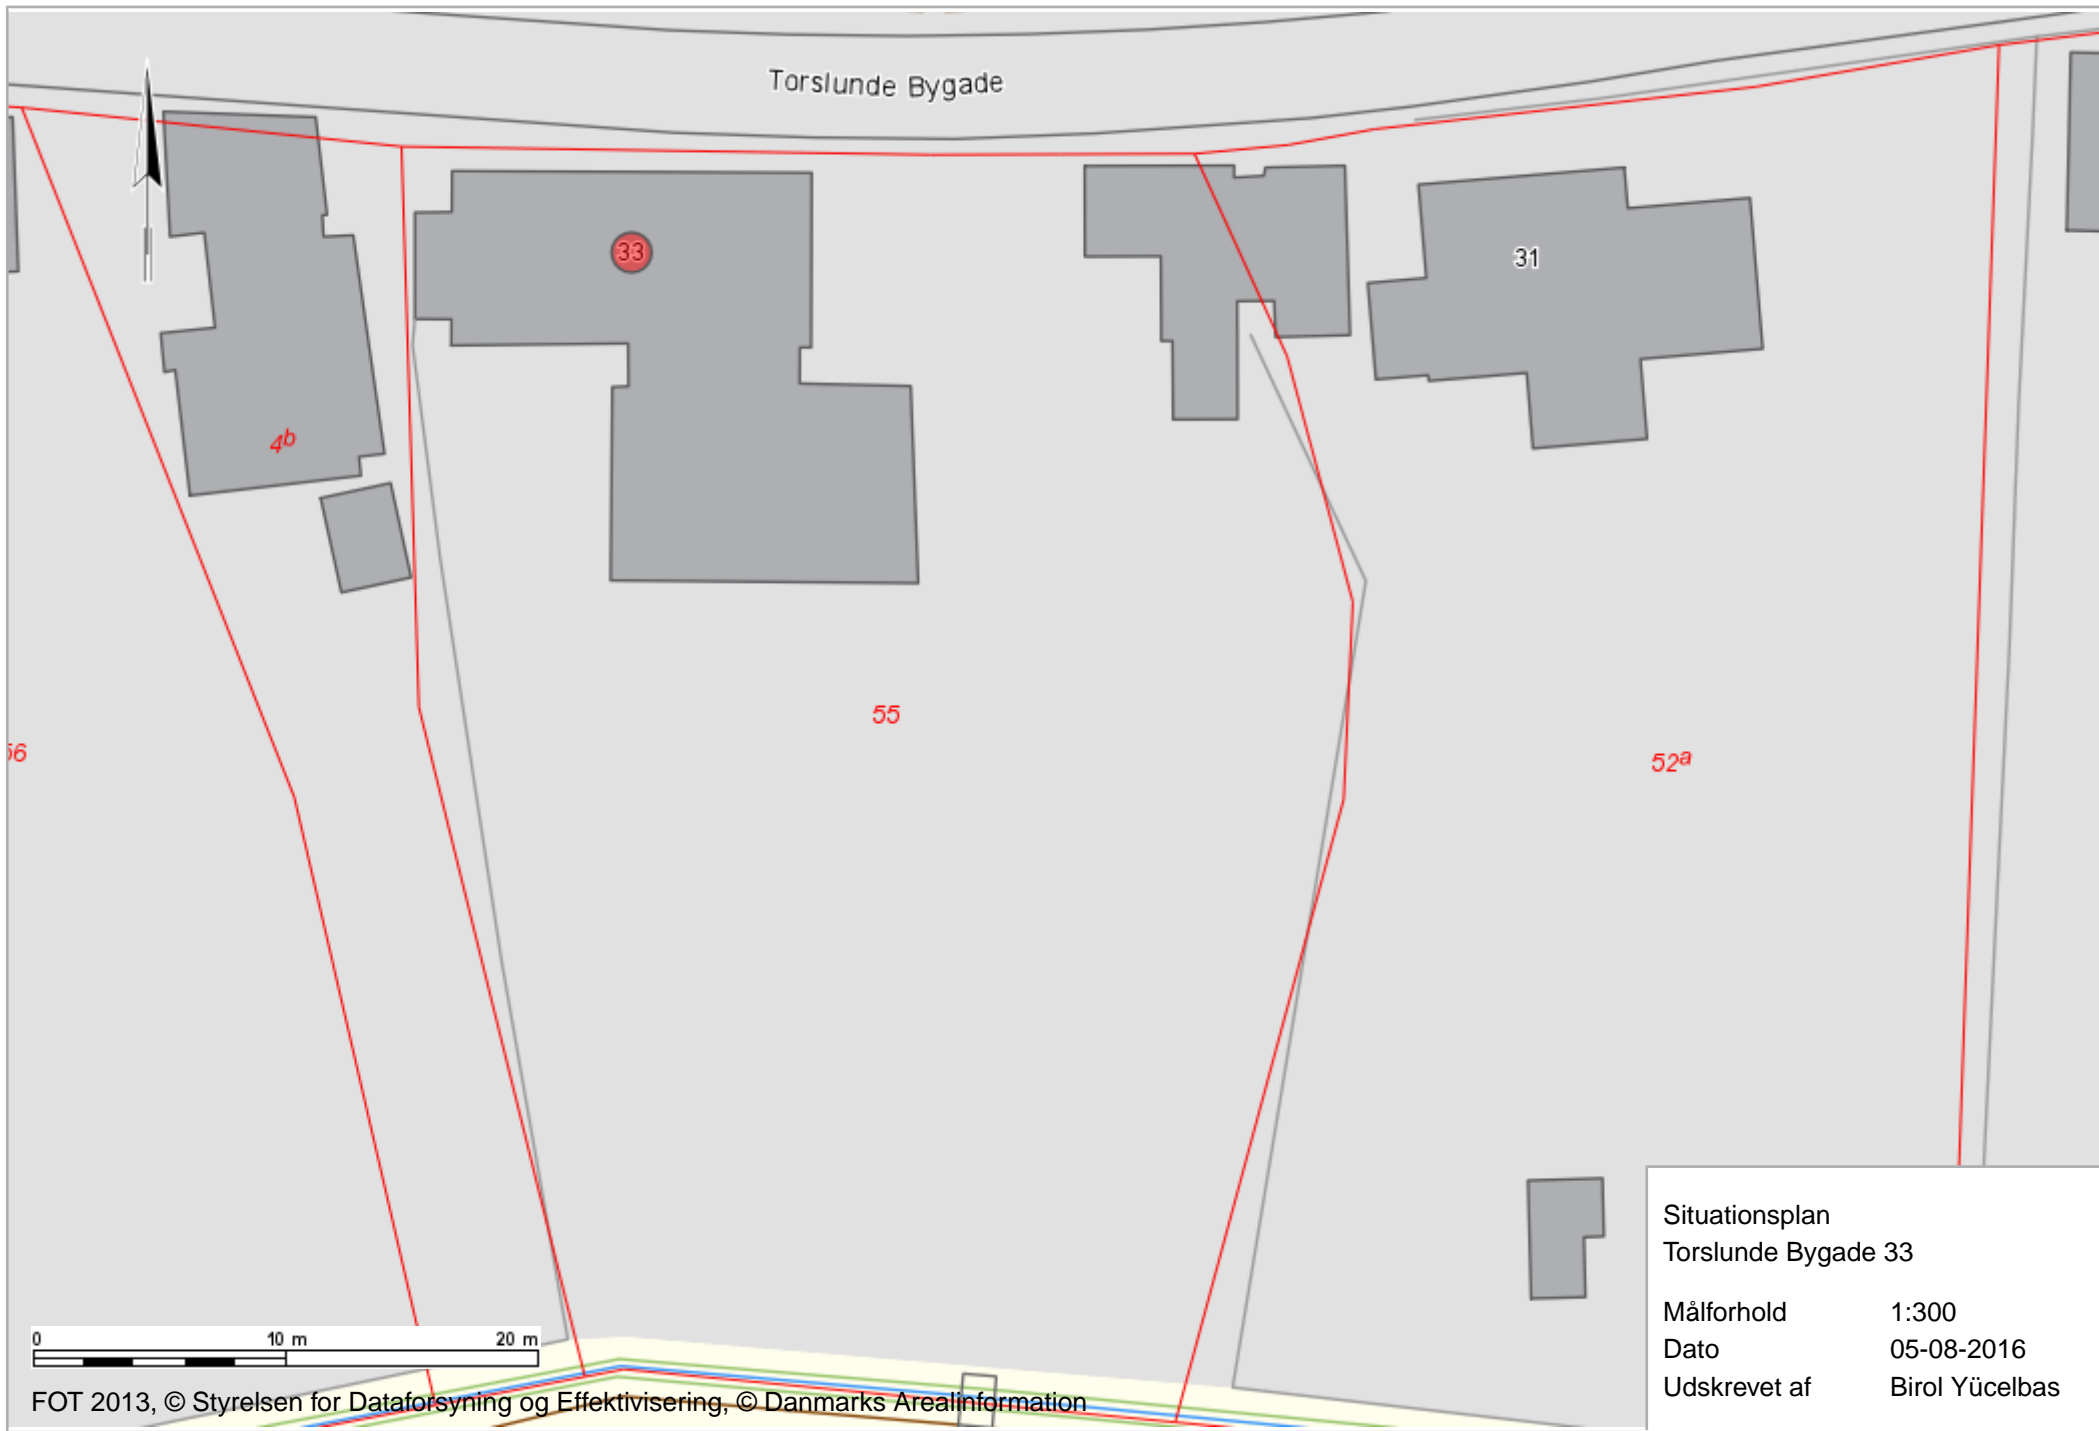 Torslunde Bygade
33
31
4b
55
56
52a
0 10 m 20 m
FOT 2013, © Styrelsen for Dataforsyning og Effektivisering, © Danmarks Arealinformation
Situationsplan
Torslunde Bygade 33
Målforhold 1:300
Dato 05-08-2016
Udskrevet af Birol Yücelbas